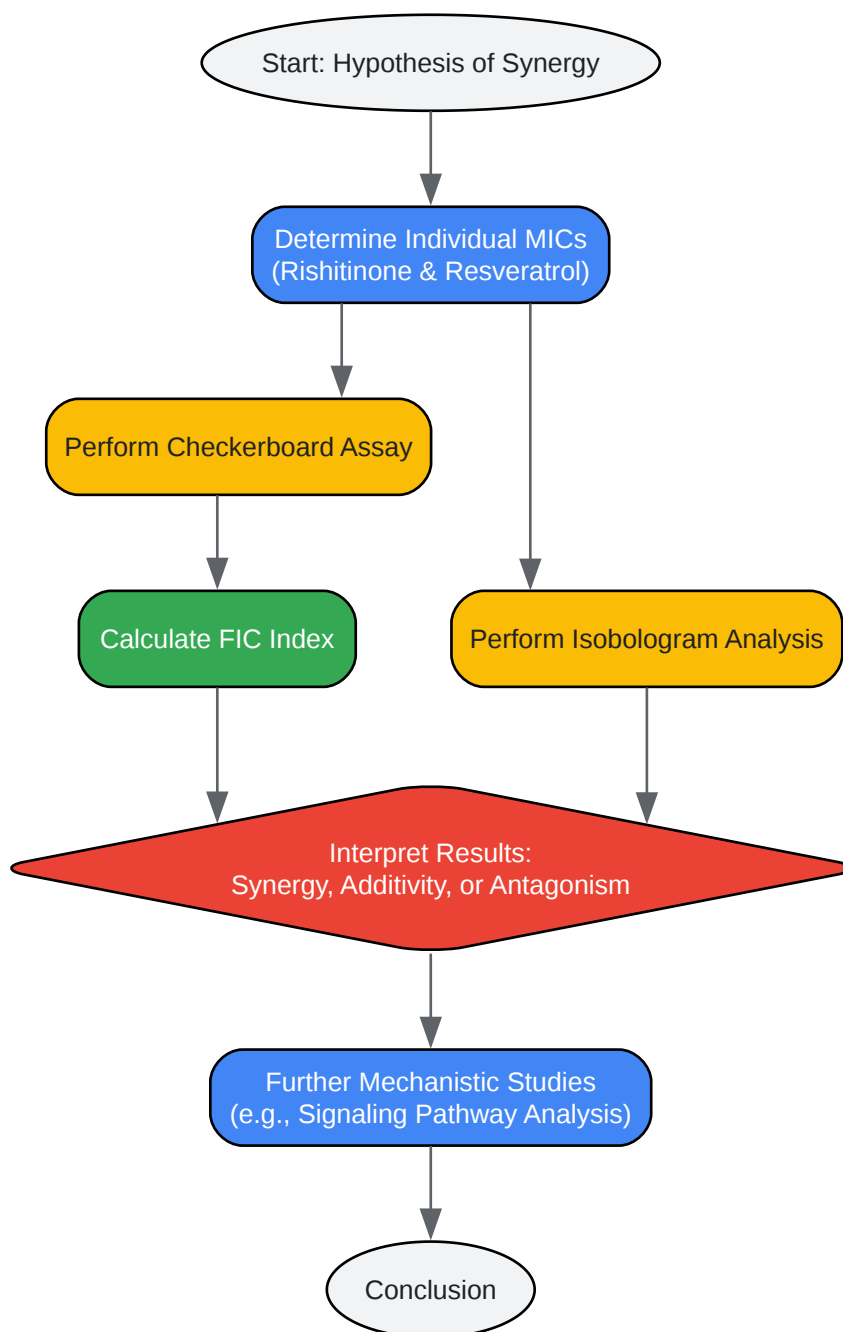 Start: Hypothesis of Synergy
Determine Individual MICs
(Rishitinone & Resveratrol)
Perform Checkerboard Assay
Calculate FIC Index
Perform Isobologram Analysis
Interpret Results:
Synergy, Additivity, or Antagonism
Further Mechanistic Studies
(e.g., Signaling Pathway Analysis)
Conclusion